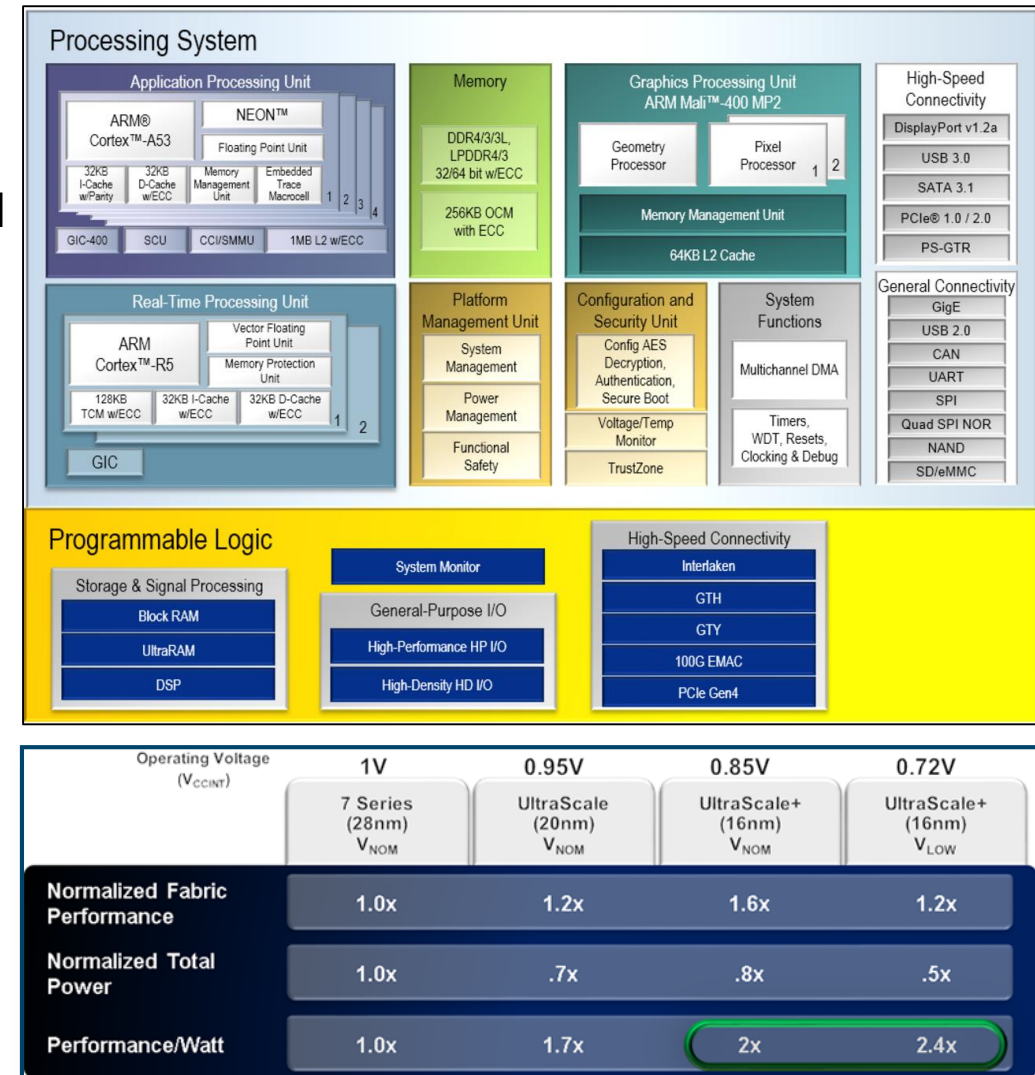 Processing System
Application Processing Unit
ARM®
Cortex™-A53
NEON™
Floating Point Unit
32KB
I-Cache
w/Parity
32KB
D-Cache
w/ECC
Memory
Management
Unit
Embedded
Trace
Macrocell
1
2
3
4
GIC-400
SCU
CCI/SMMU
1MB L2 w/ECC
Memory
DDR4/3/3L,
LPDDR4/3
32/64 bit w/ECC
256KB OCM
with ECC
Graphics Processing Unit
ARM Mali™-400 MP2
Geometry
Processor
Pixel
Processor
1
2
Memory Management Unit
64KB L2 Cache
High-Speed
Connectivity
DisplayPort v1.2a
USB 3.0
SATA 3.1
PCIe® 1.0 / 2.0
PS-GTR
Real-Time Processing Unit
ARM
Cortex™-R5
Vector Floating
Point Unit
Memory Protection
Unit
128KB
TCM w/ECC
32KB I-Cache
w/ECC
32KB D-Cache
w/ECC
1
2
GIC
Platform
Management Unit
System
Management
Power
Management
Functional
Safety
Configuration and
Security Unit
Config AES
Decryption,
Authentication,
Secure Boot
Voltage/Temp
Monitor
TrustZone
System
Functions
Multichannel DMA
Timers,
WDT, Resets,
Clocking & Debug
General Connectivity
GigE
USB 2.0
CAN
UART
SPI
Quad SPI NOR
NAND
SD/eMMC
Programmable Logic
Storage & Signal Processing
Block RAM
UltraRAM
DSP
System Monitor
General-Purpose I/O
High-Performance HP I/O
High-Density HD I/O
High-Speed Connectivity
Interlaken
GTH
GTY
100G EMAC
PCIe Gen4
Operating Voltage
(VCCINT)
1V 0.95V 0.85V 0.72V
7 Series
(28nm)
VNOM
UltraScale
(20nm)
VNOM
UltraScale+
(16nm)
VNOM
UltraScale+
(16nm)
VLOW
Normalized Fabric
Performance
1.0x 1.2x 1.6x 1.2x
Normalized Total
Power
1.0x .7x .8x .5x
Performance/Watt 1.0x 1.7x 2x 2.4x